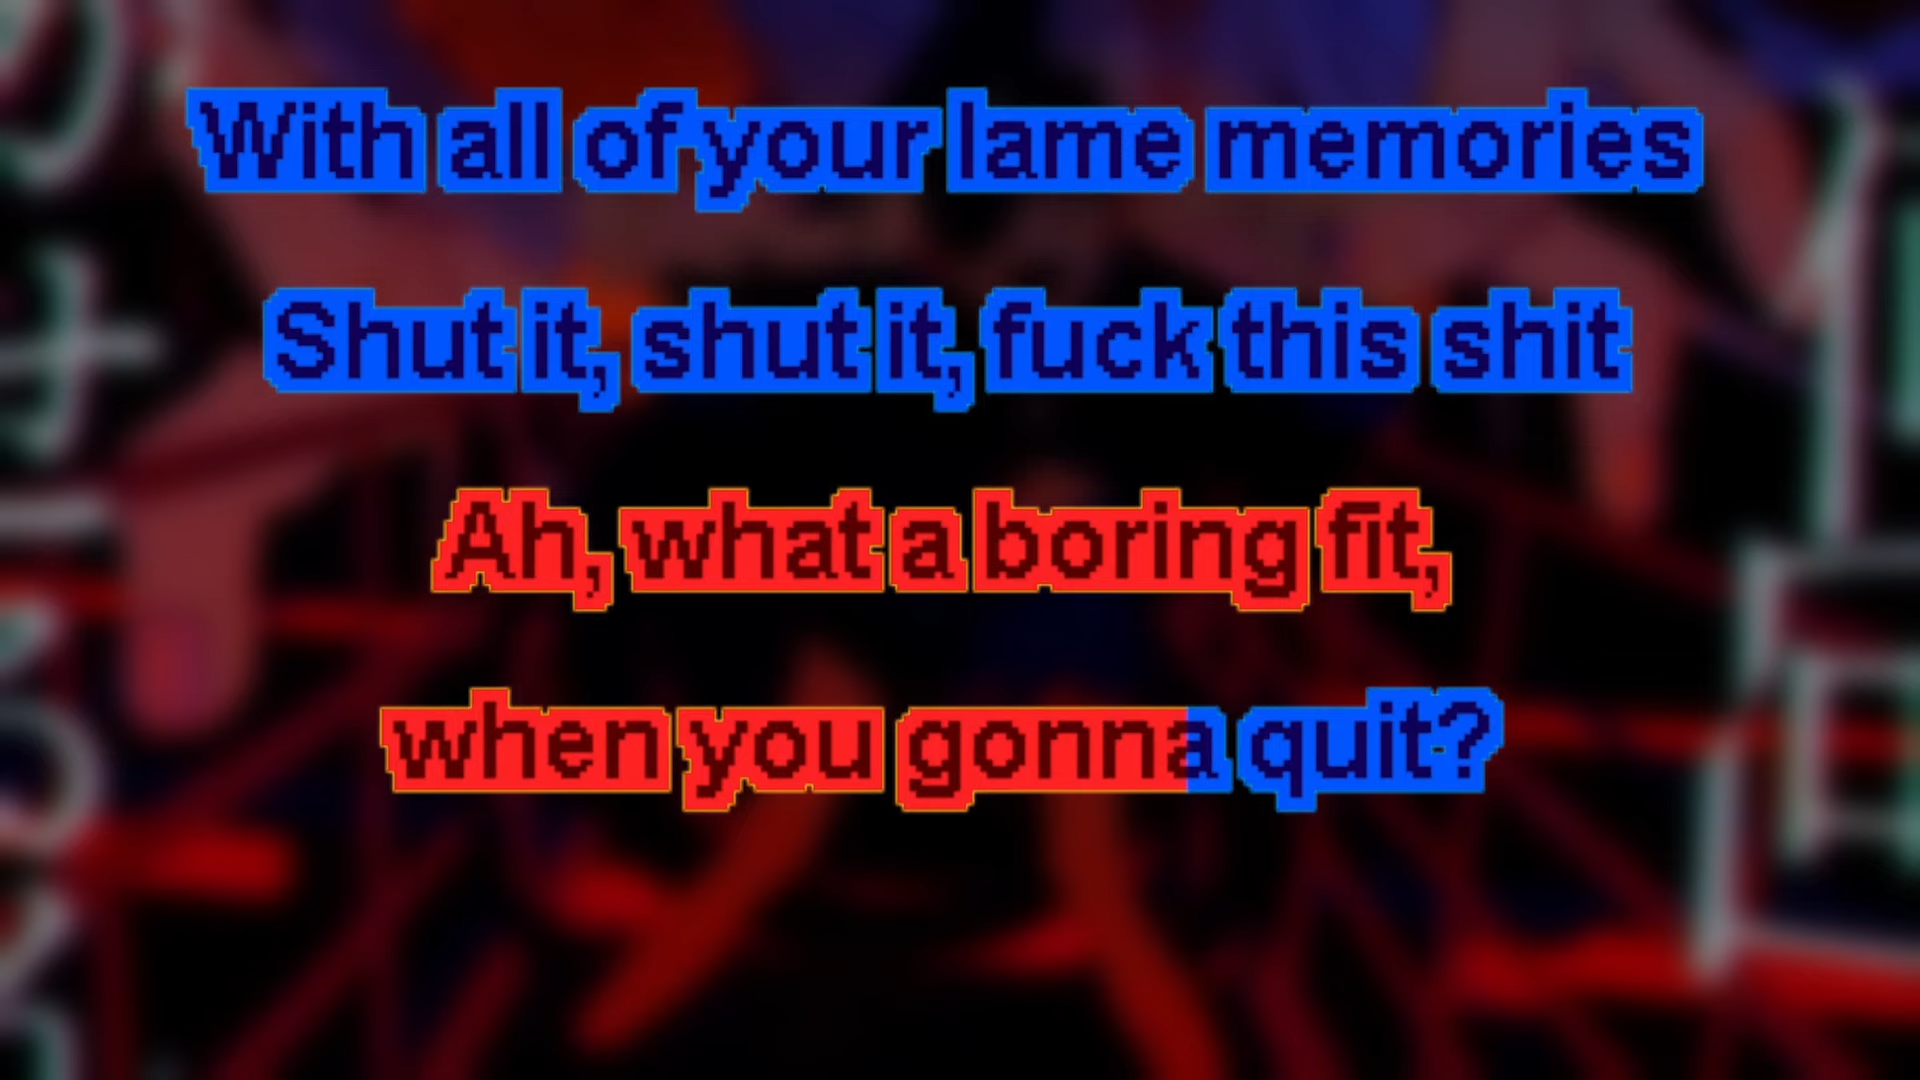 With all of your lame memories
Shut it, shut it, fuck this shit
Ah, what a boring fit,
when you gonna quit?